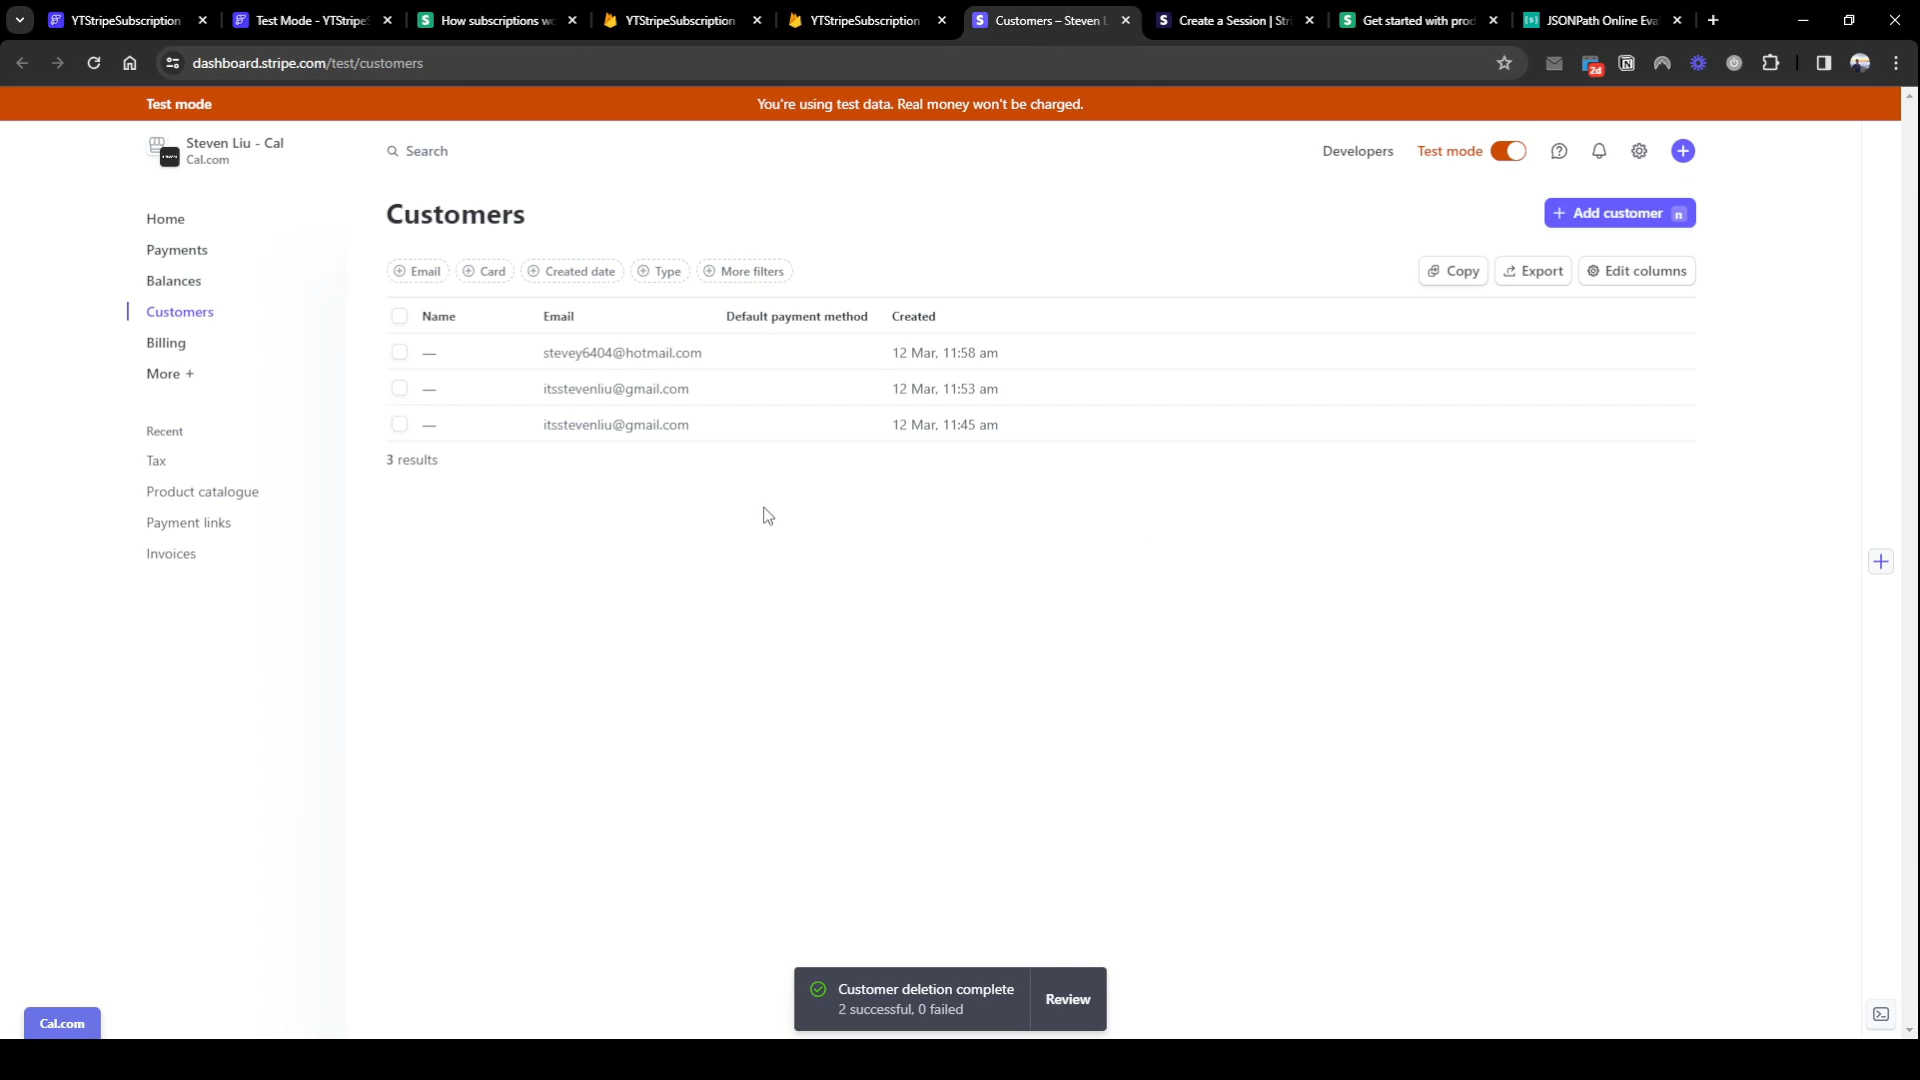 YTStripeSubscription
Test Mode - YTStripeS
How subscriptions wo
YTStripeSubscription
YTStripeSubscription
Customers – Steven L
Create a Session | Stri
Get started with prod
JSONPath Online Eva
dashboard.stripe.com/test/customers
2d
Test mode
You're using test data. Real money won't be charged.
Steven Liu - Cal
Cal.com
Search
Developers
Test mode
Home
Payments
Balances
Customers
Billing
More +
Recent
Tax
Product catalogue
Payment links
Invoices
Customers
+ Add customer n
Email
Card
Created date
Type
More filters
Copy
Export
Edit columns
Name Email Default payment method Created
— stevey6404@hotmail.com 12 Mar, 11:58 am
— itsstevenliu@gmail.com 12 Mar, 11:53 am
— itsstevenliu@gmail.com 12 Mar, 11:45 am
3 results
Customer deletion complete
2 successful, 0 failed
Review
Cal.com